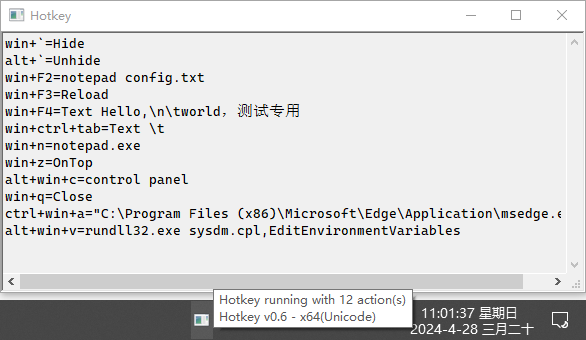 Hotkey
win+`=Hide
alt+`=Unhide
win+F2=notepad config.txt
win+F3=Reload
win+F4=Text Hello,\n\tworld，测试专用
win+ctrl+tab=Text \t
win+n=notepad.exe
win+z=OnTop
alt+win+c=control panel
win+q=Close
ctrl+win+a="C:\Program Files (x86)\Microsoft\Edge\Application\msedge.e
alt+win+v=rundll32.exe sysdm.cpl,EditEnvironmentVariables
Hotkey running with 12 action(s)
Hotkey v0.6 - x64(Unicode)
11:01:37 星期日
2024-4-28 三月二十